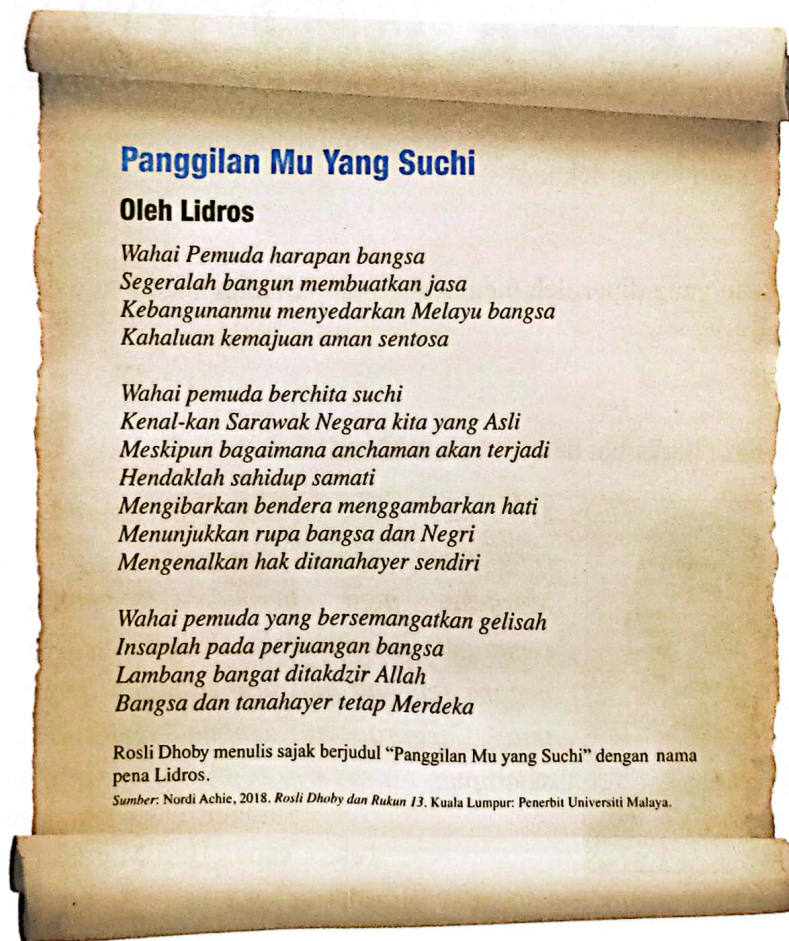 Panggilan Mu Yang Suchi
Oleh Lidros
Wahai Pemuda harapan bangsa
Segeralah bangun membuatkan jasa
Kebangunanmu menyedarkan Melayu bangsa
Kahaluan kemajuan aman sentosa
Wahai pemuda berchita suchi
Kenal-kan Sarawak Negara kita yang Asli
Meskipun bagaimana anchaman akan terjadi
Hendaklah sahidup samati
Mengibarkan bendera menggambarkan hati
Menunjukkan rupa bangsa dan Negri
Mengenalkan hak ditanahayer sendiri
Wahai pemuda yang bersemangatkan gelisah
Insaplah pada perjuangan bangsa
Lambang bangat ditakdzir Allah
Bangsa dan tanahayer tetap Merdeka
Rosli Dhoby menulis sajak berjudul “Panggilan Mu yang Suchi” dengan nama
pena Lidros.
Sumber: Nordi Achie, 2018. Rosli Dhoby dan Rukun 13. Kuala Lumpur: Penerbit Universiti Malaya.